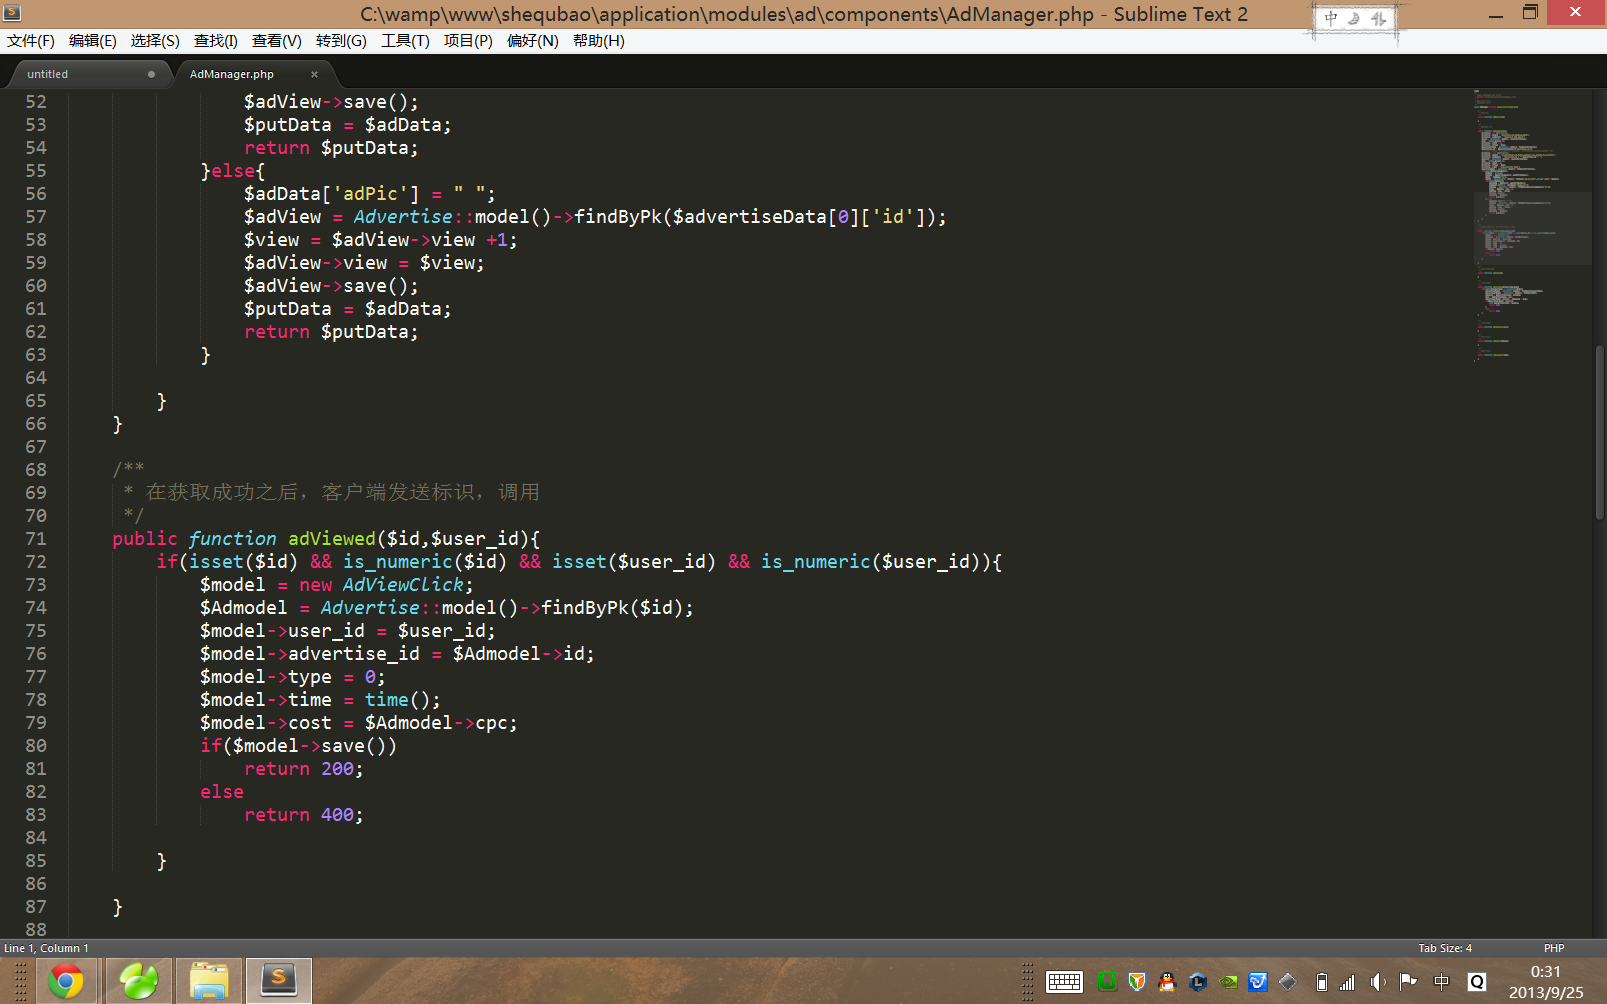 C:\wamp\www\shequbao\application\modules\ad\components\AdManager.php - Sublime Text 2
中
文件(F) 编辑(E) 选择(S) 查找(I) 查看(V) 转到(G) 工具(T) 项目(P) 偏好(N) 帮助(H)
untitled AdManager.php
52 $adView->save();
53 $putData = $adData;
54 return $putData;
55 }else{
56 $adData['adPic'] = " ";
57 $adView = Advertise::model()->findByPk($advertiseData[0]['id']);
58 $view = $adView->view +1;
59 $adView->view = $view;
60 $adView->save();
61 $putData = $adData;
62 return $putData;
63 }
64
65 }
66 }
67
68 /**
69 * 在获取成功之后，客户端发送标识，调用
70 */
71 public function adViewed($id,$user_id){
72 if(isset($id) && is_numeric($id) && isset($user_id) && is_numeric($user_id)){
73 $model = new AdViewClick;
74 $Admodel = Advertise::model()->findByPk($id);
75 $model->user_id = $user_id;
76 $model->advertise_id = $Admodel->id;
77 $model->type = 0;
78 $model->time = time();
79 $model->cost = $Admodel->cpc;
80 if($model->save())
81 return 200;
82 else
83 return 400;
84
85 }
86
87 }
88
Line 1, Column 1 Tab Size: 4 PHP
中 Q 0:31
2013/9/25